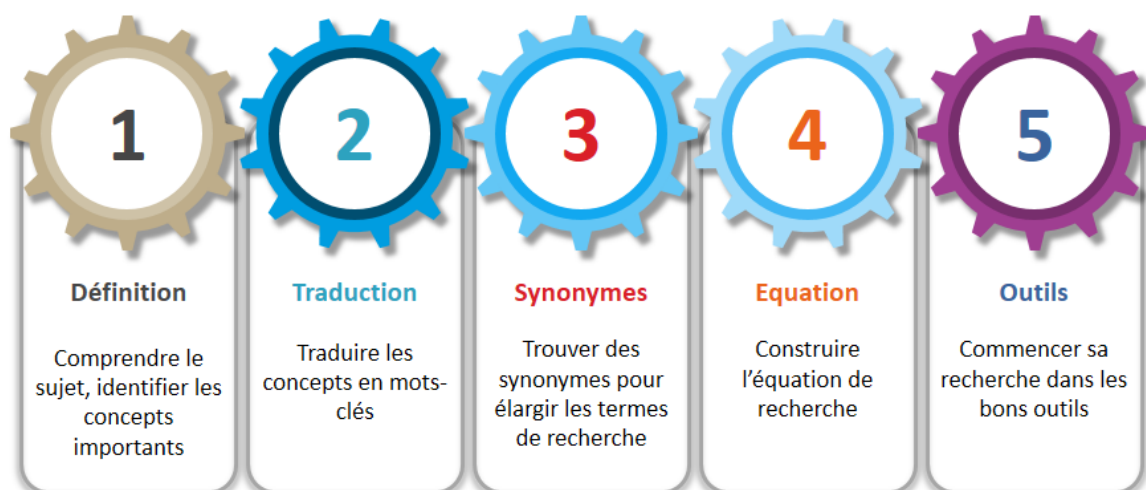 1
Définition
Comprendre le
sujet, identifier les
concepts
importants
2
Traduction
Traduire les
concepts en mots-
clés
3
Synonymes
Trouver des
synonymes pour
élargir les termes
de recherche
4
Equation
Construire
l’équation de
recherche
5
Outils
Commencer sa
recherche dans les
bons outils